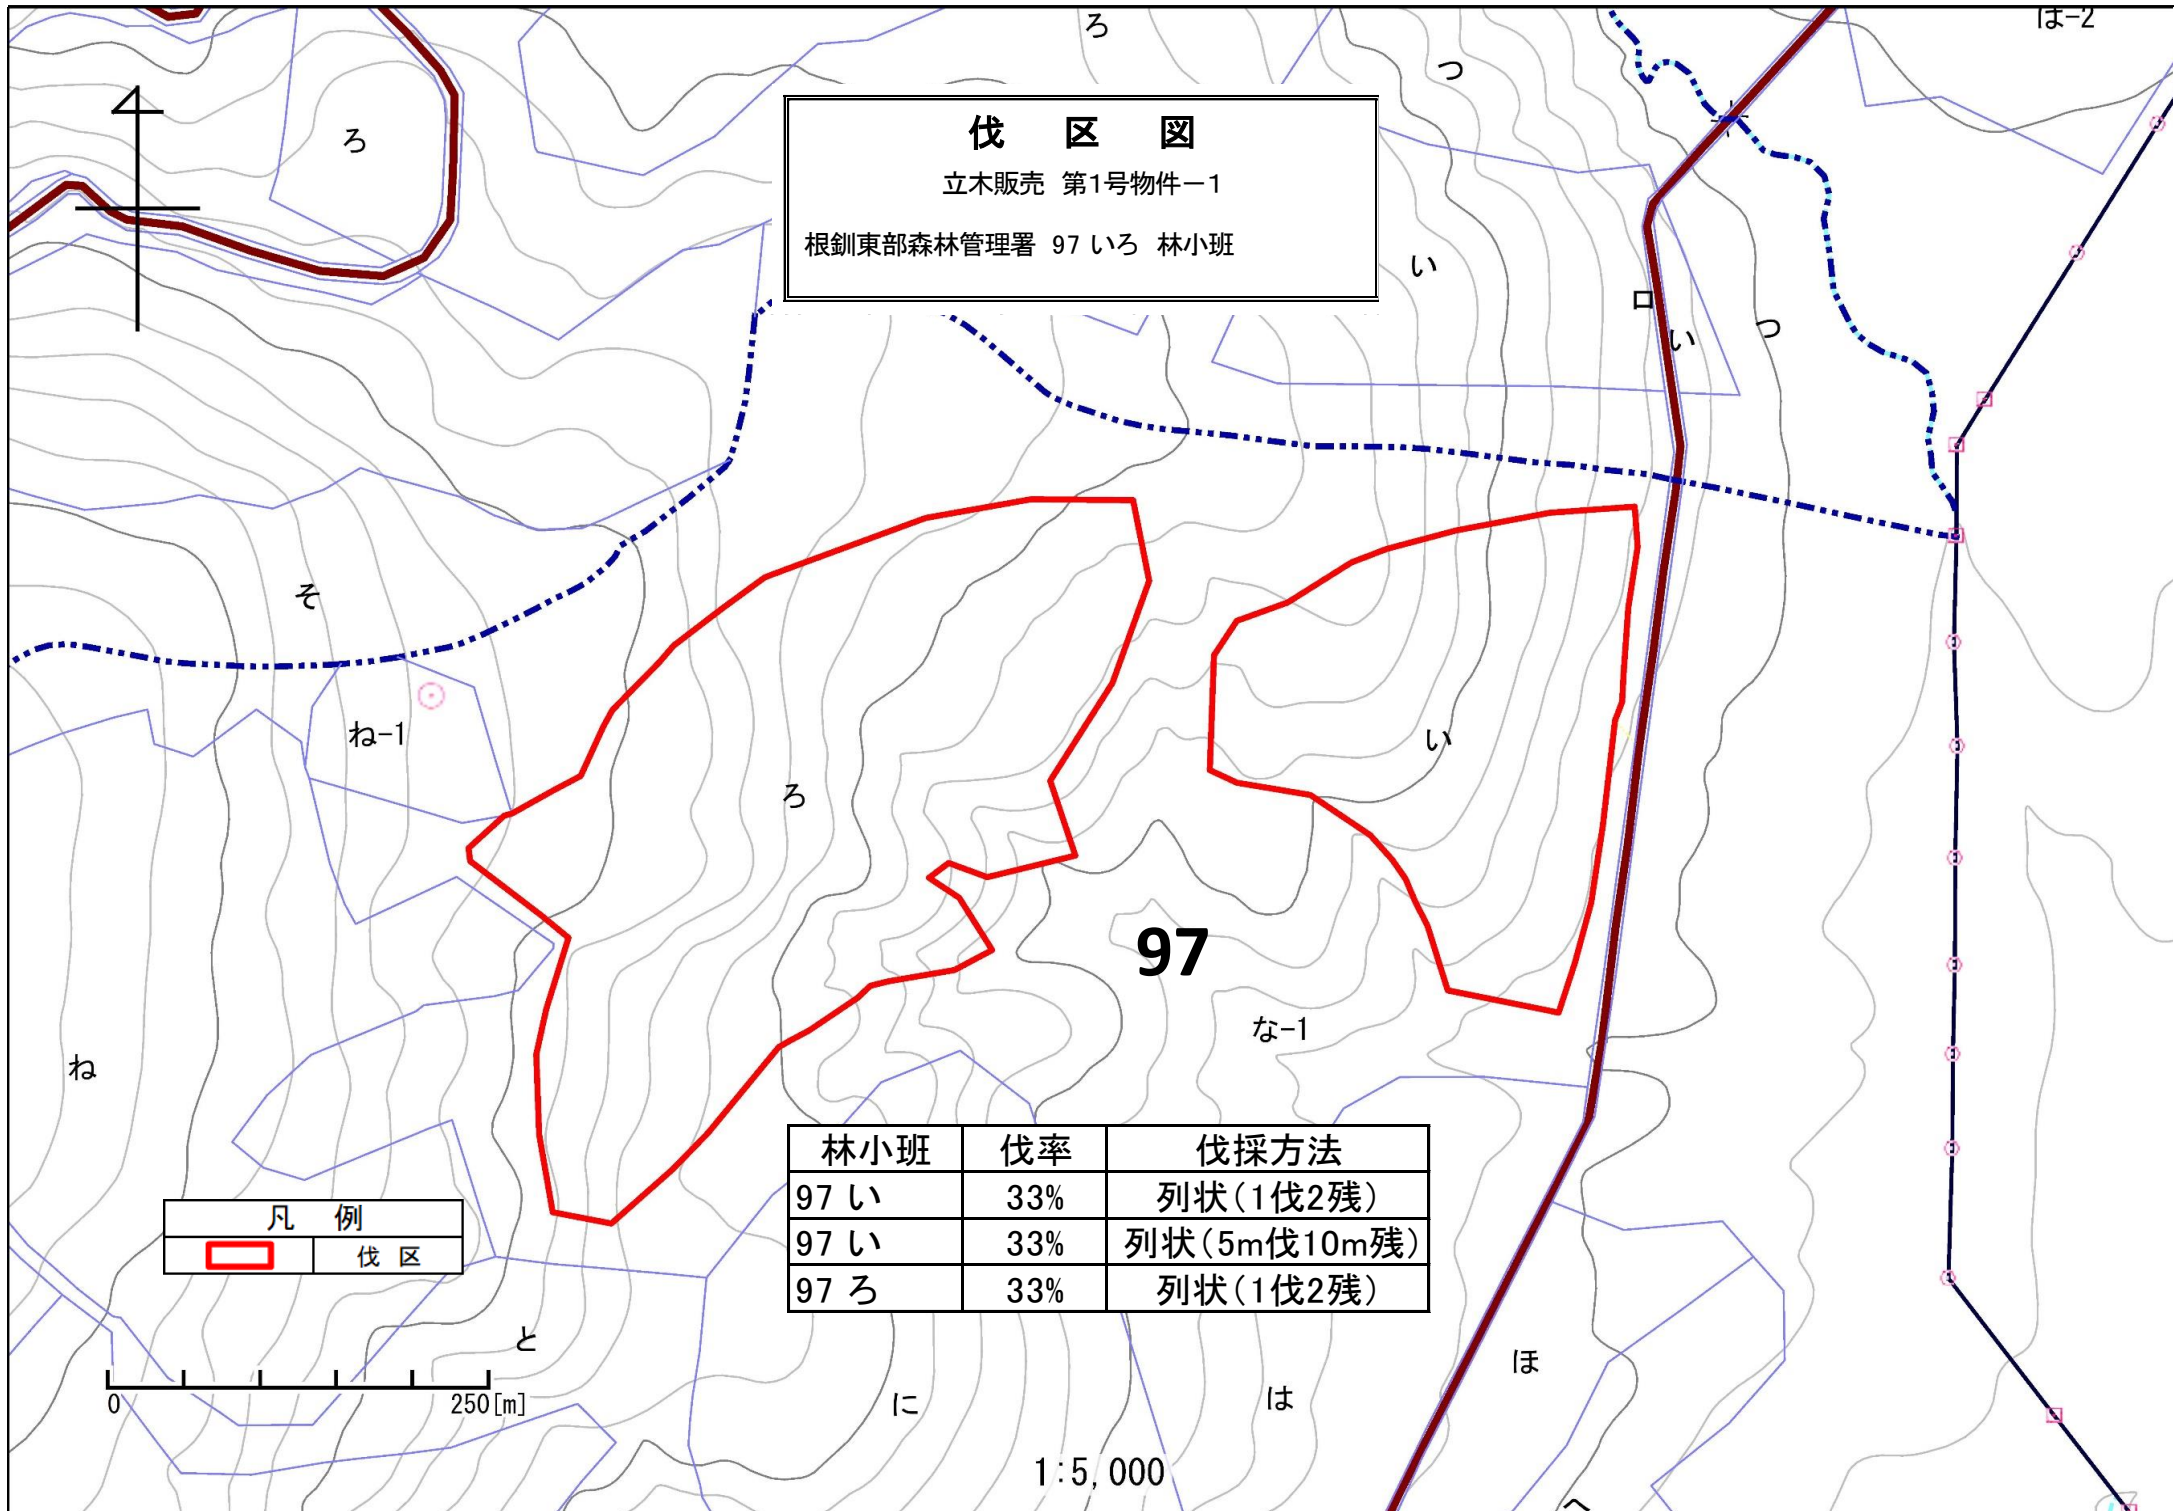 ろ
は-2
つ
ろ
伐 区 図
立木販売 第1号物件－1
根釧東部森林管理署 97 いろ 林小班
い
ロ
い
つ
そ
ね-1
い
ろ
97
な-1
ね
林小班 伐率 伐採方法
97 い 33% 列状(1伐2残)
97 い 33% 列状(5m伐10m残)
97 ろ 33% 列状(1伐2残)
凡 例
伐 区
と
ほ
に
は
0 250[m]
1:5,000
へ